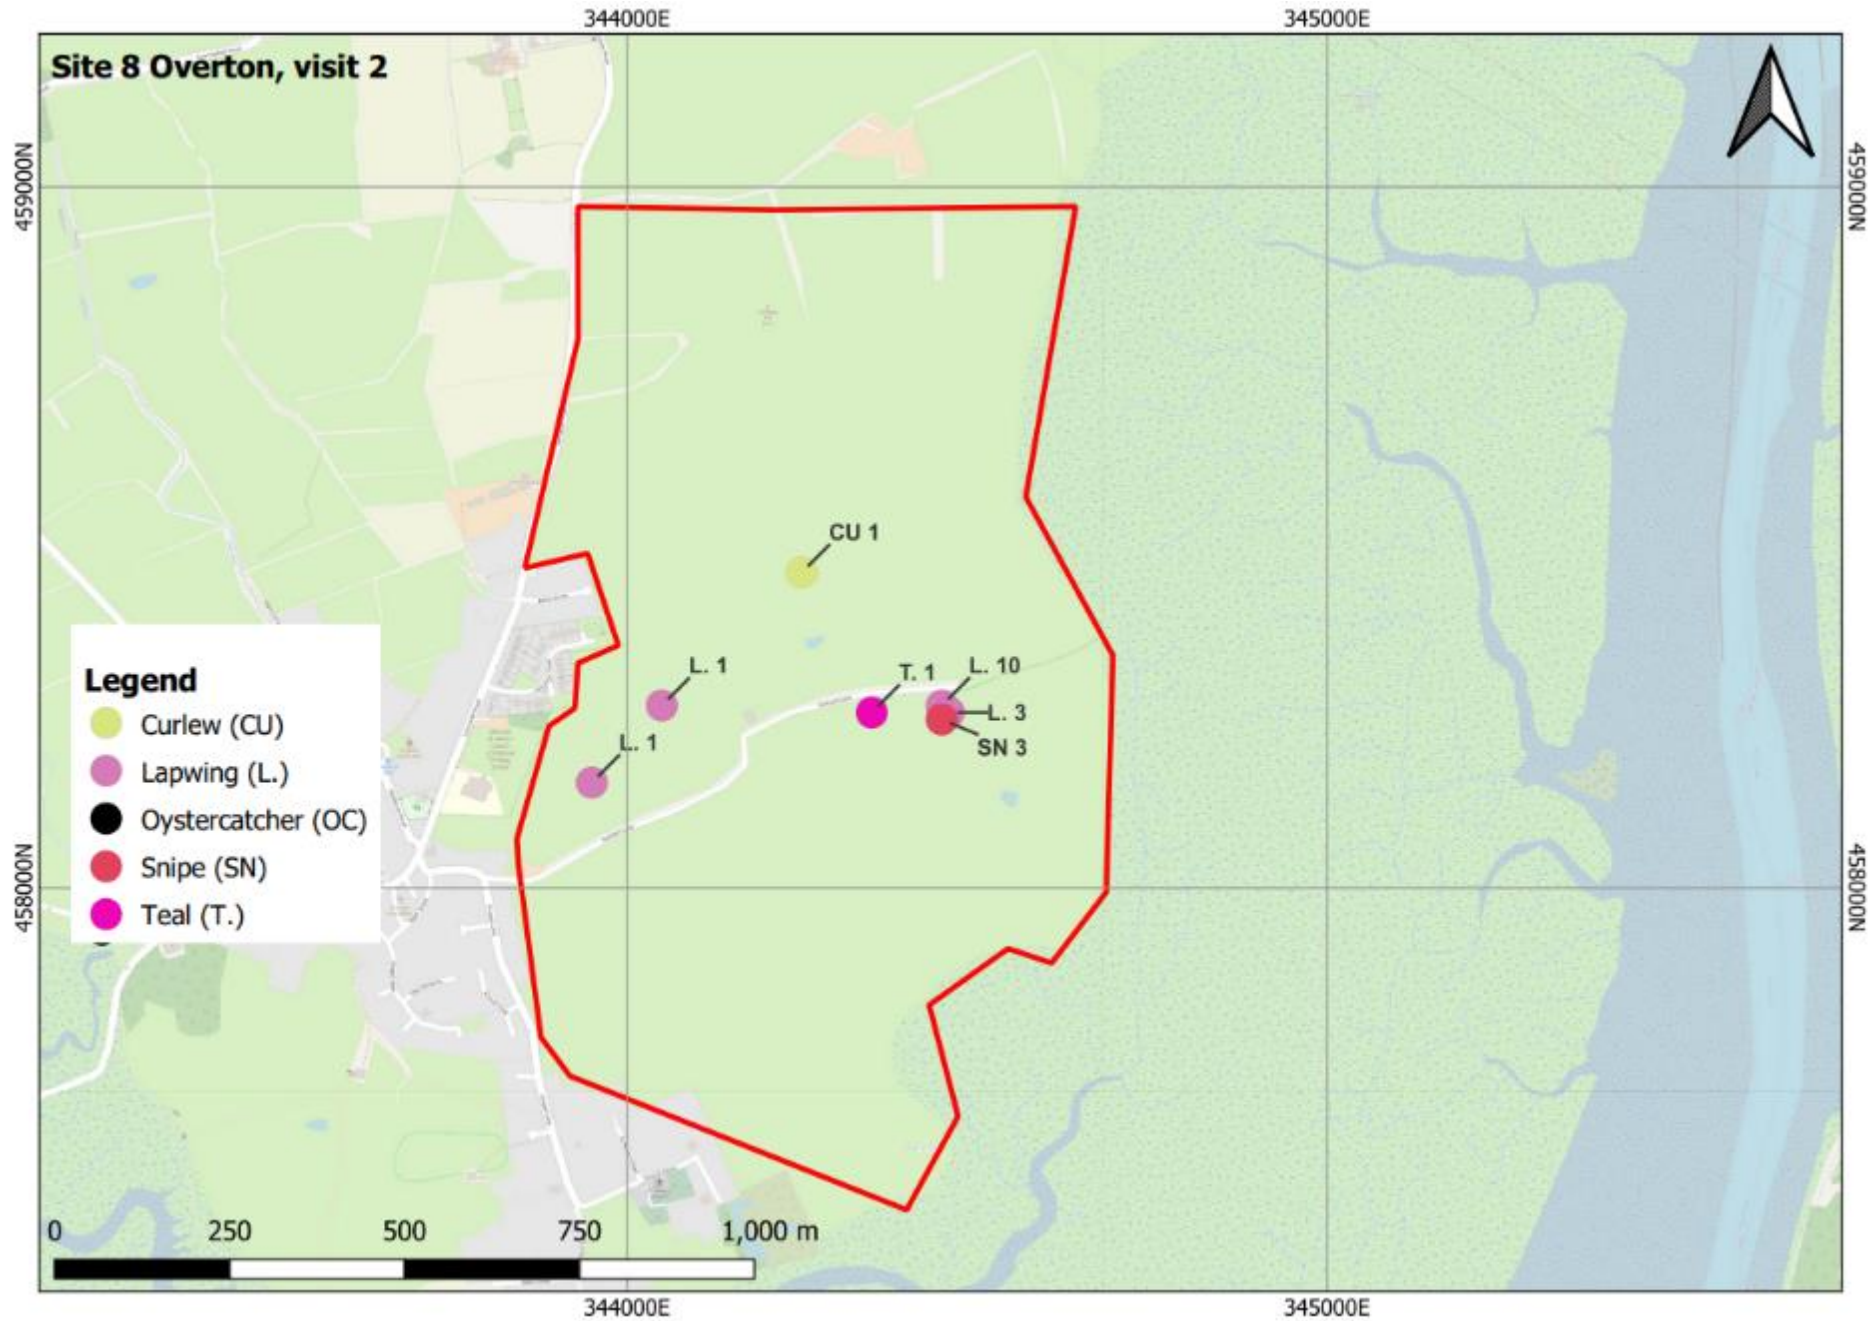 344000E
345000E
Site 8 Overton, visit 2
459000N
459000N
CU 1
L. 1
T. 1
L. 10
L. 3
SN 3
L. 1
Legend
Curlew (CU)
Lapwing (L.)
Oystercatcher (OC)
Snipe (SN)
Teal (T.)
458000N
458000N
0 250 500 750 1,000 m
344000E
345000E